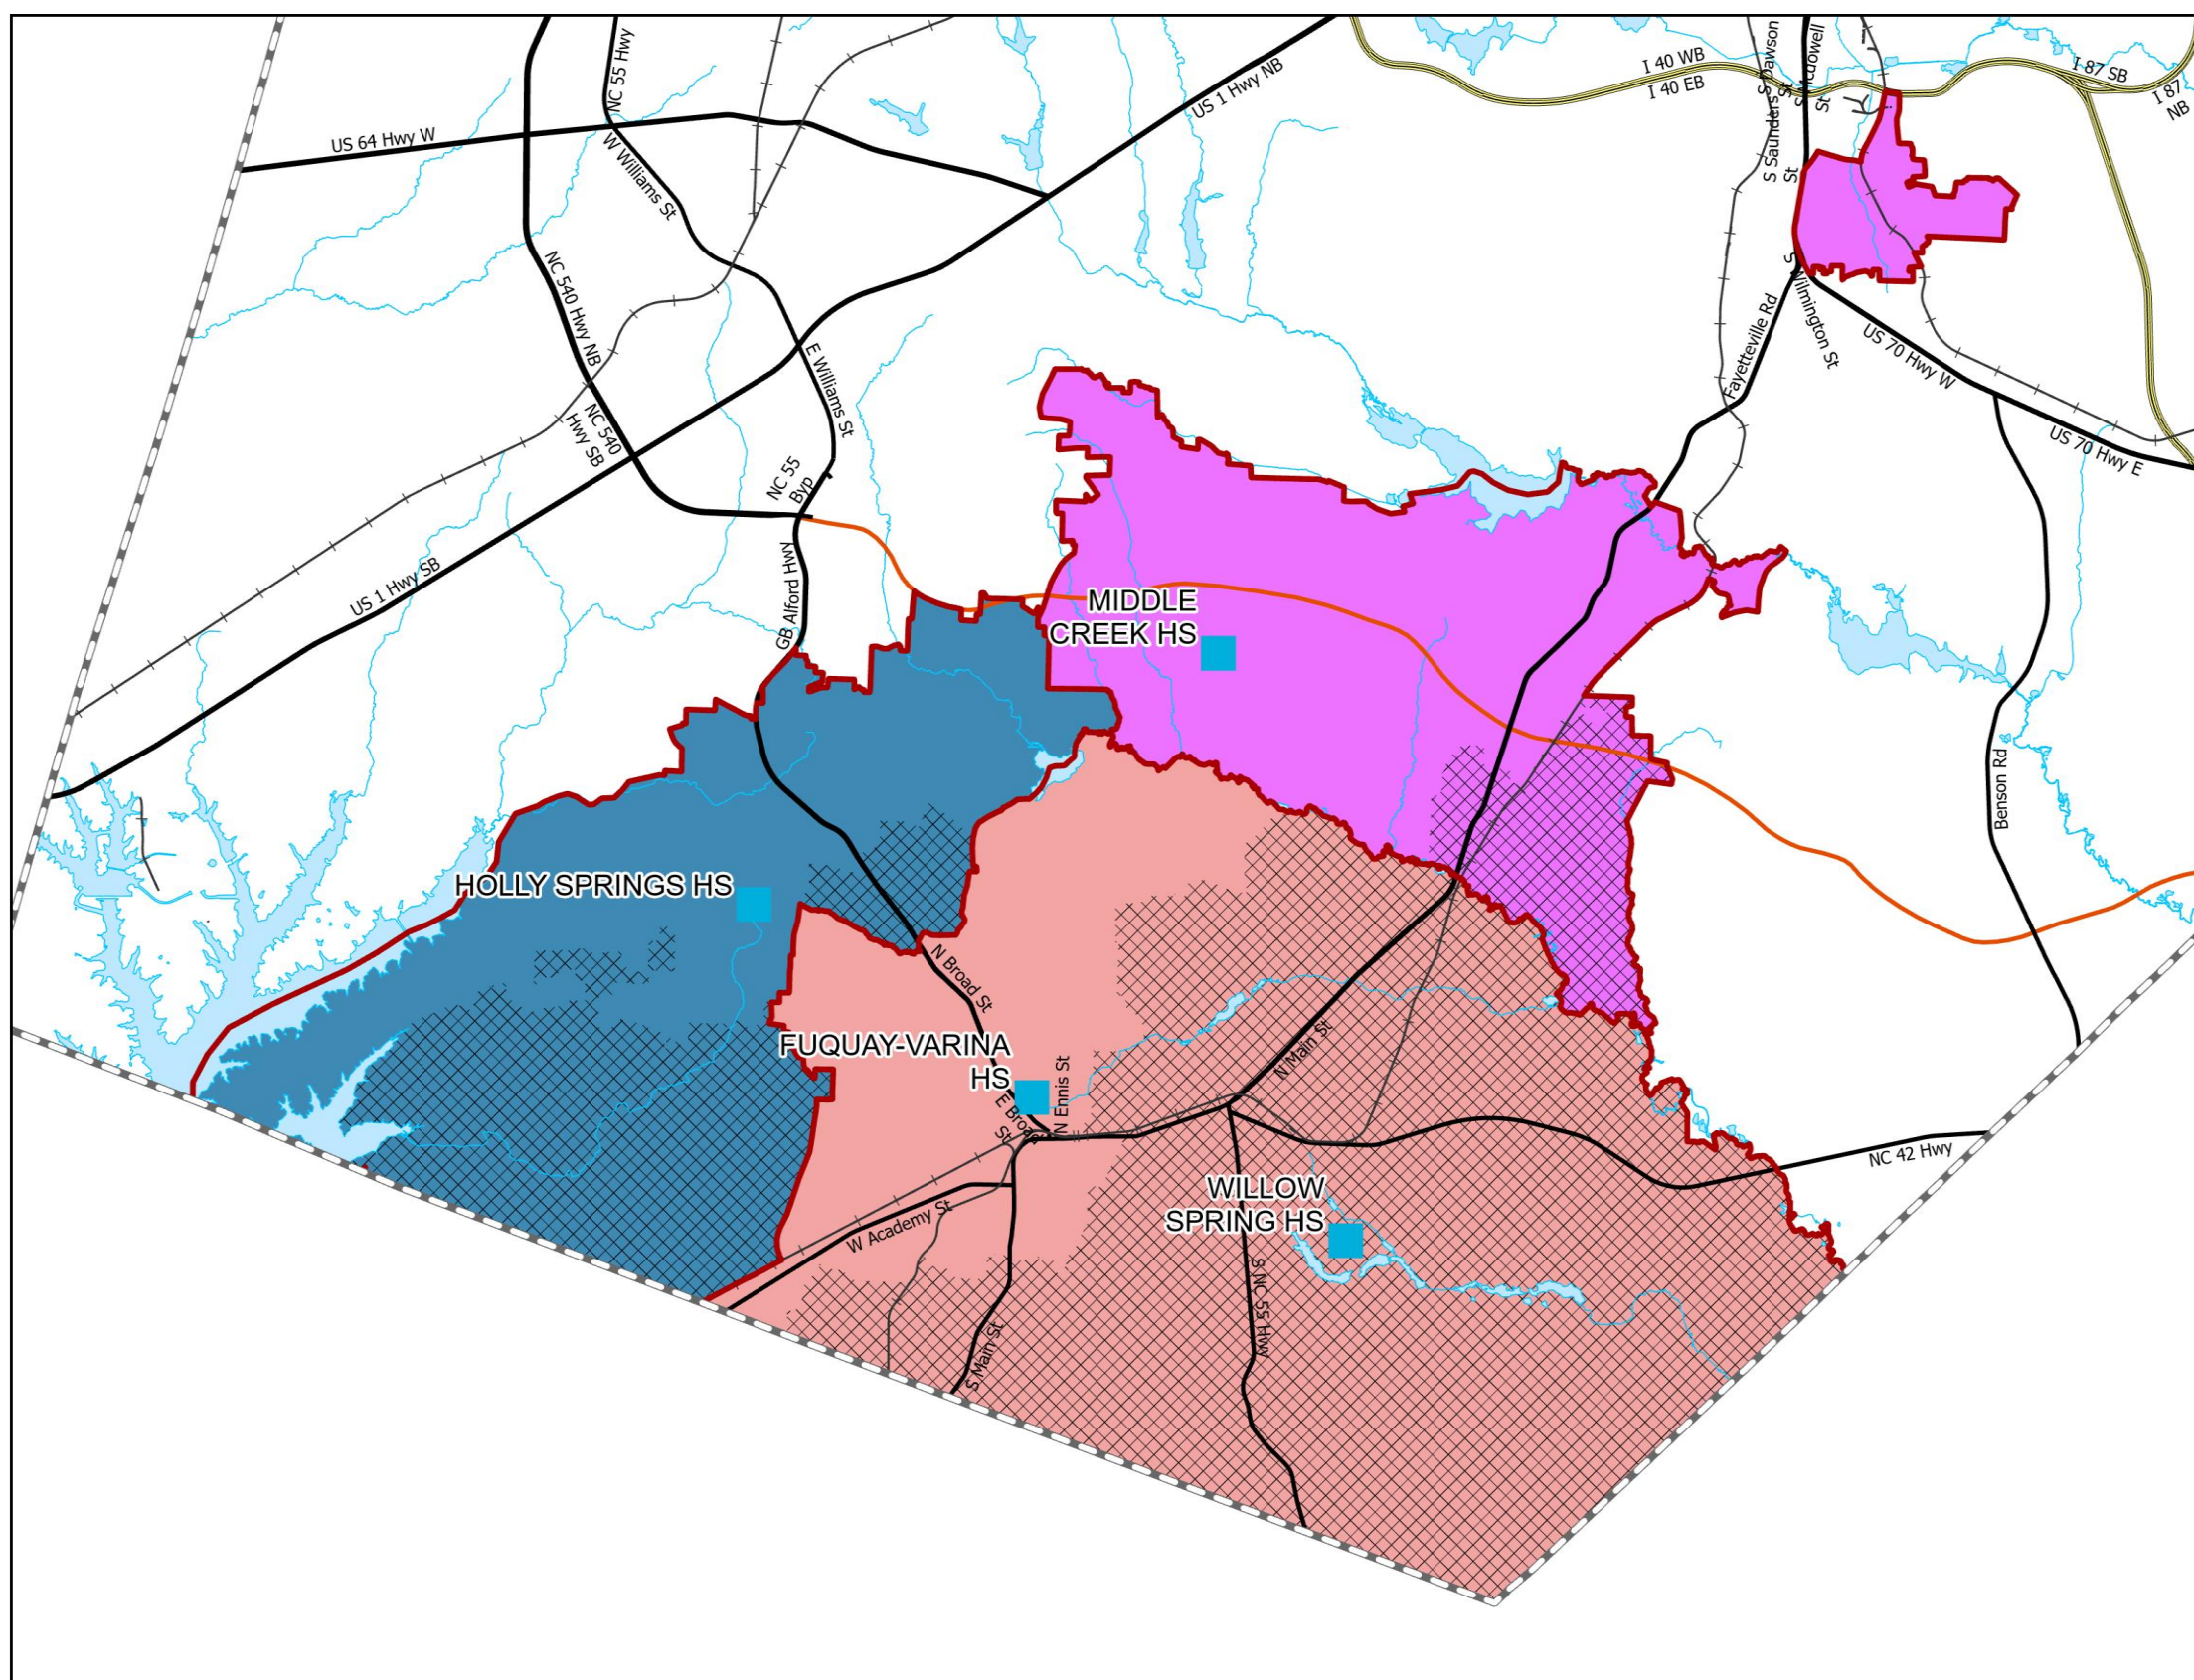 NC 55 Hwy
US 64 Hwy W
W Williams St
US 1 Hwy NB
I 40 WB
I 40 EB
S Dawson
St
S Mcdowell
St
S Saunders
St
I 87 SB
I 87
NB
NC 540 Hwy NB
NC 540
Hwy SB
E Williams St
NC 55
Byp
Fayetteville Rd
S
Wilmington St
US 70 Hwy W
US 70 Hwy E
US 1 Hwy SB
GB Alford Hwy
MIDDLE
CREEK HS
Benson Rd
HOLLY SPRINGS HS
N Broad St
FUQUAY-VARINA
HS
N Ennis St
E Broad
St
N Main St
NC 42 Hwy
WILLOW
SPRING HS
W Academy St
S NC 55 Hwy
S Main St